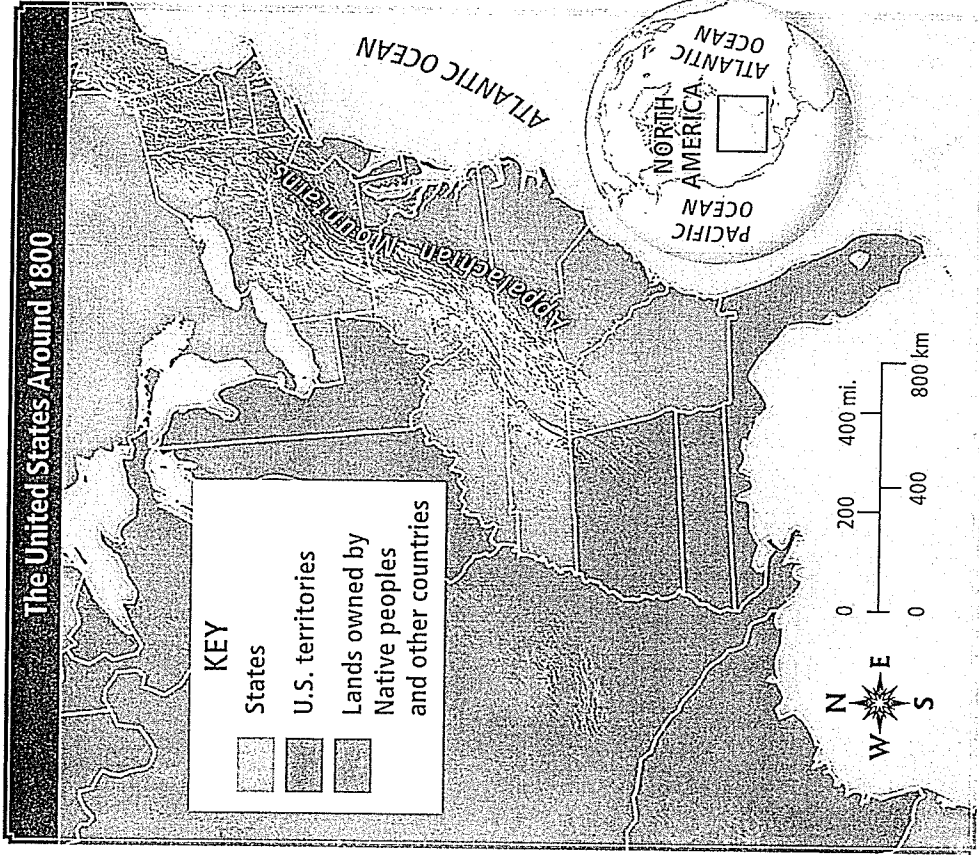 The United States Around 1800
KEY
States
U.S. territories
Lands owned by
Native peoples
and other countries
Appalachian Mountains
ATLANTIC OCEAN
NORTH
AMERICA
ATLANTIC
OCEAN
PACIFIC
OCEAN
N
W
E
S
0 200 400 mi.
0 400 800 km